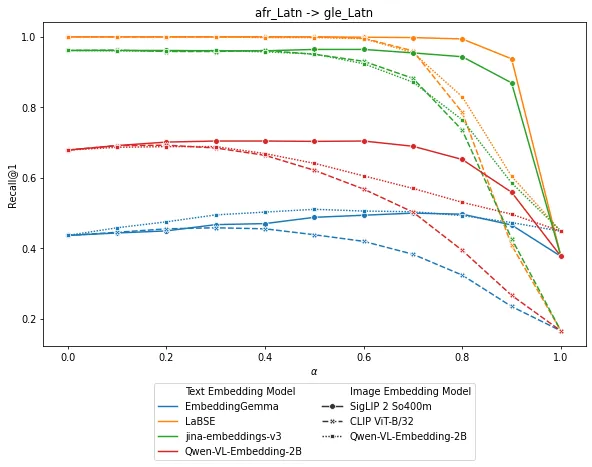 afr_Latn -> gle_Latn
Recall@1
1.0
0.8
0.6
0.4
0.2
0.0 0.2 0.4 0.6 0.8 1.0
α
Text Embedding Model Image Embedding Model
EmbeddingGemma SigLIP 2 So400m
LaBSE CLIP ViT-B/32
jina-embeddings-v3 Qwen-VL-Embedding-2B
Qwen-VL-Embedding-2B